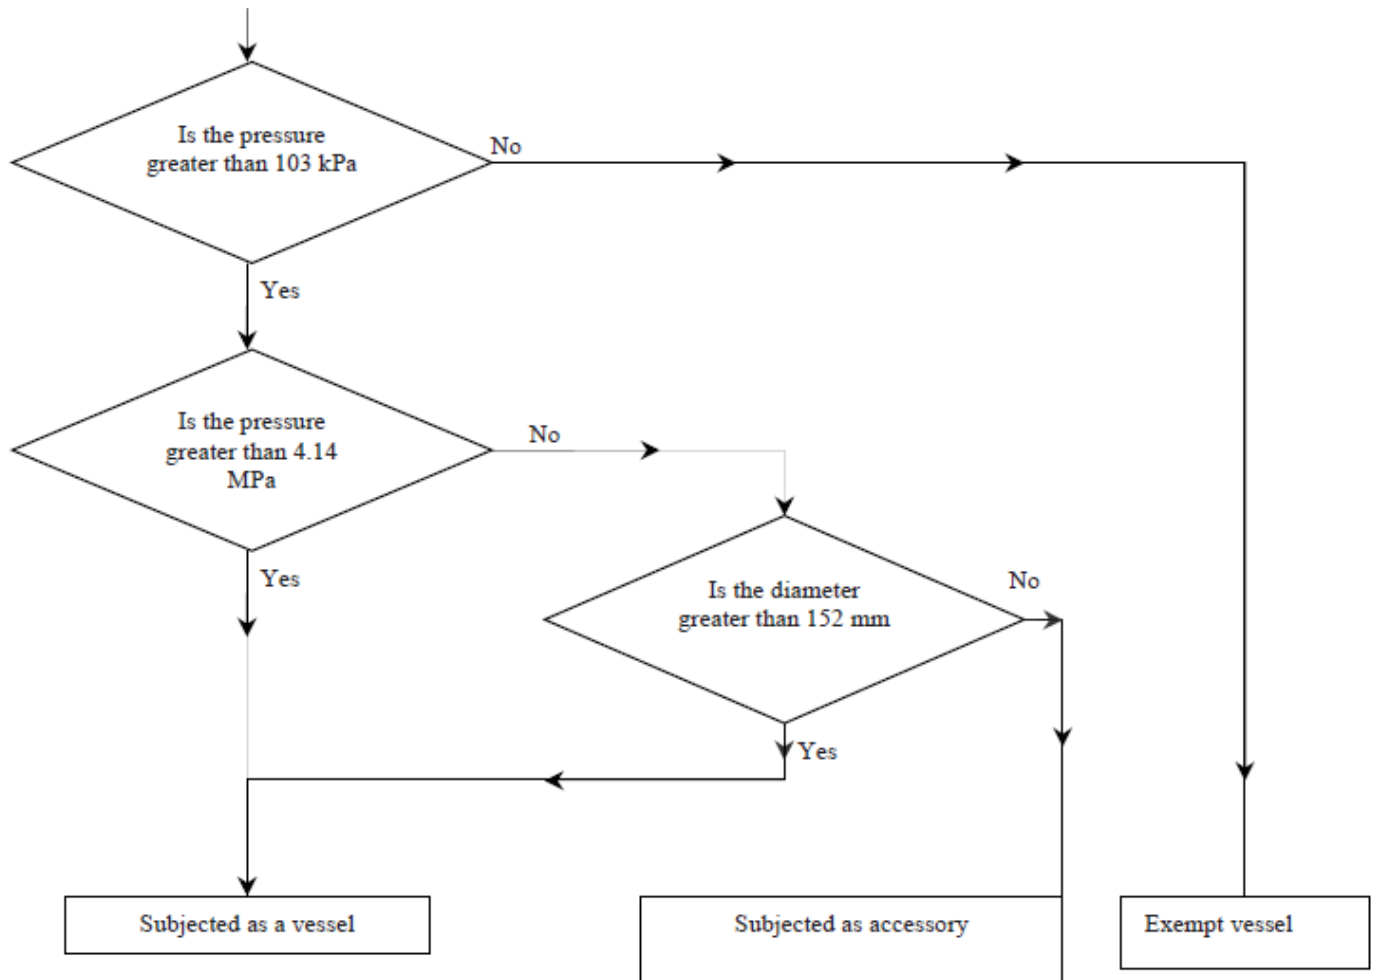 Is the pressure
greater than 103 kPa
No
Yes
Is the pressure
greater than 4.14
MPa
No
Yes
Is the diameter
greater than 152 mm
No
Yes
Subjected as a vessel
Subjected as accessory
Exempt vessel